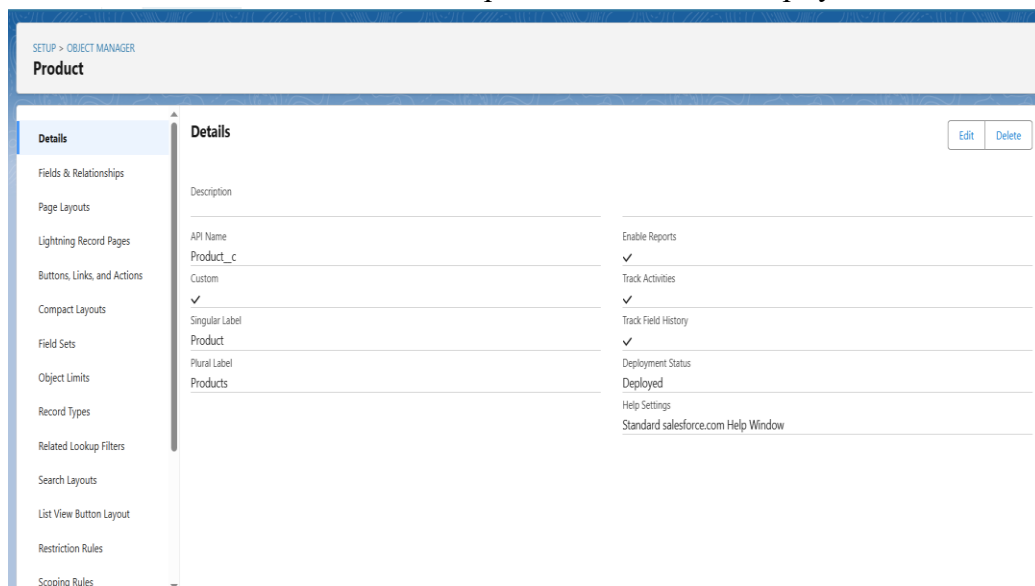 SETUP > OBJECT MANAGER
Product
Details
Fields & Relationships
Page Layouts
Lightning Record Pages
Buttons, Links, and Actions
Compact Layouts
Field Sets
Object Limits
Record Types
Related Lookup Filters
Search Layouts
List View Button Layout
Restriction Rules
Scoping Rules
Details
Edit
Delete
Description
API Name
Product__c
Custom
Singular Label
Product
Plural Label
Products
Enable Reports
Track Activities
Track Field History
Deployment Status
Deployed
Help Settings
Standard salesforce.com Help Window